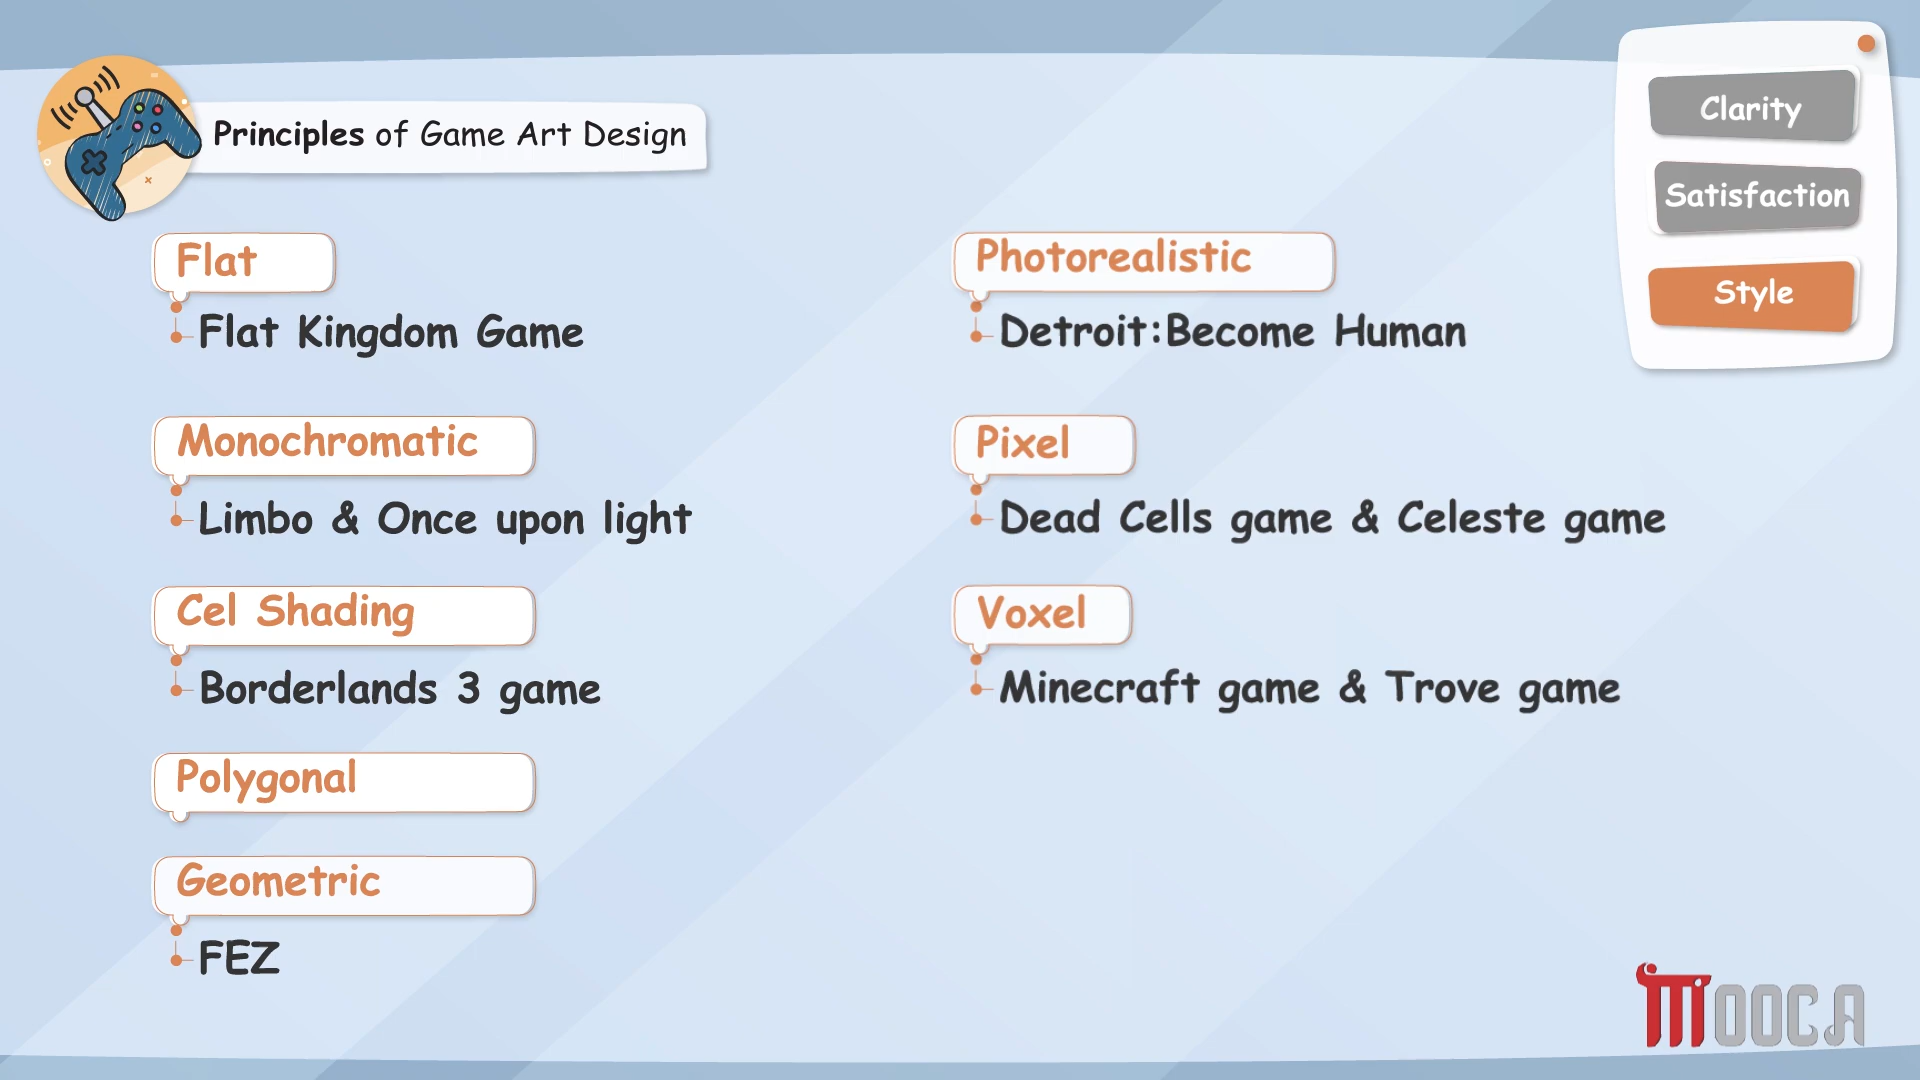 Principles of Game Art Design
Clarity
Satisfaction
Style
Flat
Flat Kingdom Game
Monochromatic
Limbo & Once upon light
Cel Shading
Borderlands 3 game
Polygonal
Geometric
FEZ
Photorealistic
Detroit:Become Human
Pixel
Dead Cells game & Celeste game
Voxel
Minecraft game & Trove game
MOOCA